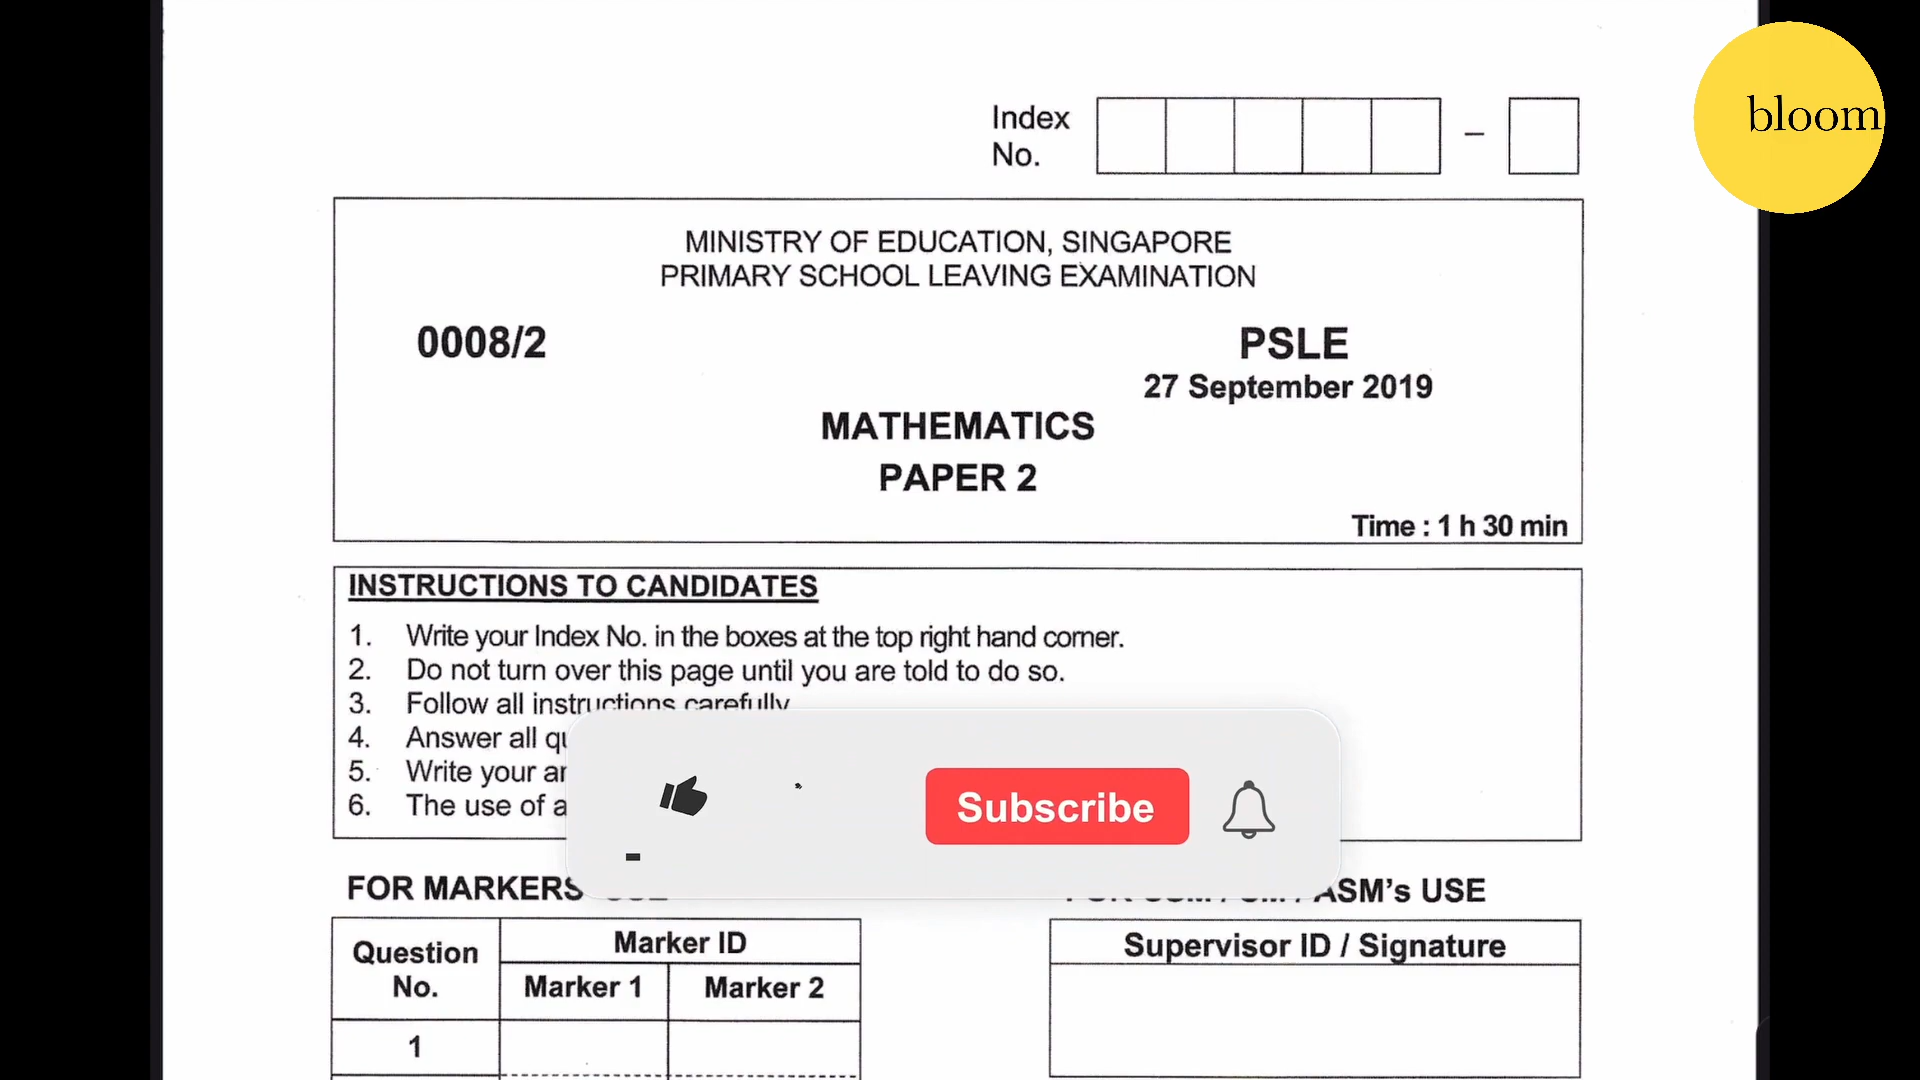 bloom
Index
No.
–
MINISTRY OF EDUCATION, SINGAPORE
PRIMARY SCHOOL LEAVING EXAMINATION
0008/2
PSLE
27 September 2019
MATHEMATICS
PAPER 2
Time : 1 h 30 min
INSTRUCTIONS TO CANDIDATES
1. Write your Index No. in the boxes at the top right hand corner.
2. Do not turn over this page until you are told to do so.
3. Follow all instructions carefully
4. Answer all
5. Write your
6. The use of
Subscribe
FOR MARKERS
ASM's USE
Question
No.
Marker ID
Marker 1 Marker 2
1
Supervisor ID / Signature